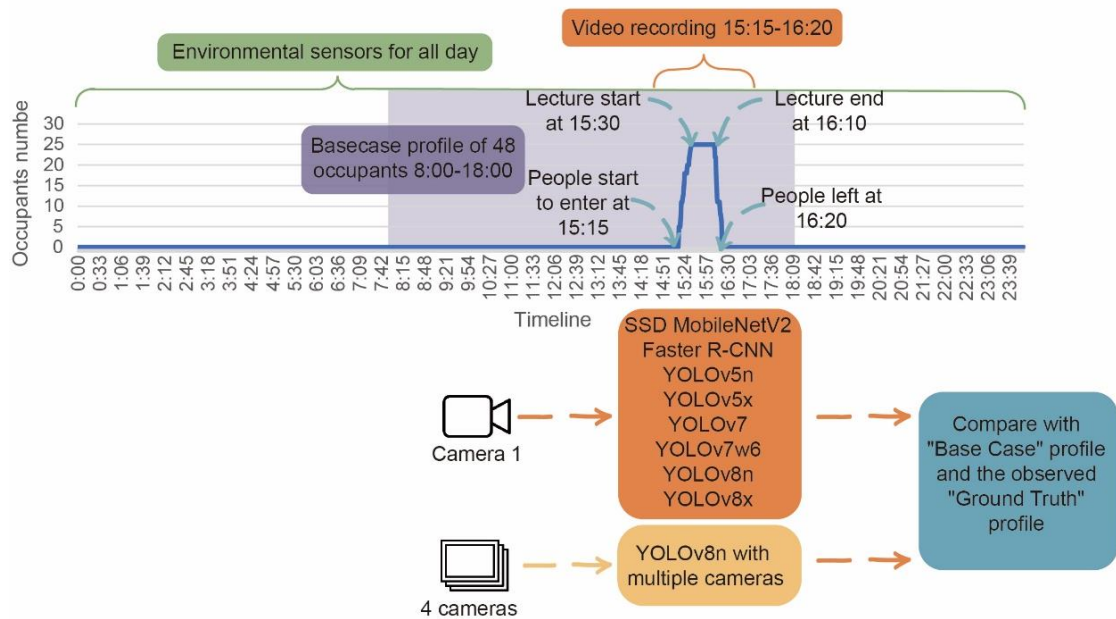 Video recording 15:15-16:20
Environmental sensors for all day
Lecture start
at 15:30
Lecture end
at 16:10
Basecase profile of 48
occupants 8:00-18:00
People start
to enter at
15:15
People left at
16:20
Occupants numbe
30
25
20
15
10
5
0
0:00
0:33
1:06
1:39
2:12
2:45
3:18
3:51
4:24
4:57
5:30
6:03
6:36
7:09
7:42
8:15
8:48
9:21
9:54
10:27
11:00
11:33
12:06
12:39
13:12
13:45
14:18
14:51
15:24
15:57
16:30
17:03
17:36
18:09
18:42
19:15
19:48
20:21
20:54
21:27
22:00
22:33
23:06
23:39
Timeline
SSD MobileNetV2
Faster R-CNN
YOLOv5n
YOLOv5x
YOLOv7
YOLOv7w6
YOLOv8n
YOLOv8x
Camera 1
Compare with
"Base Case" profile
and the observed
"Ground Truth"
profile
YOLOv8n with
multiple cameras
4 cameras